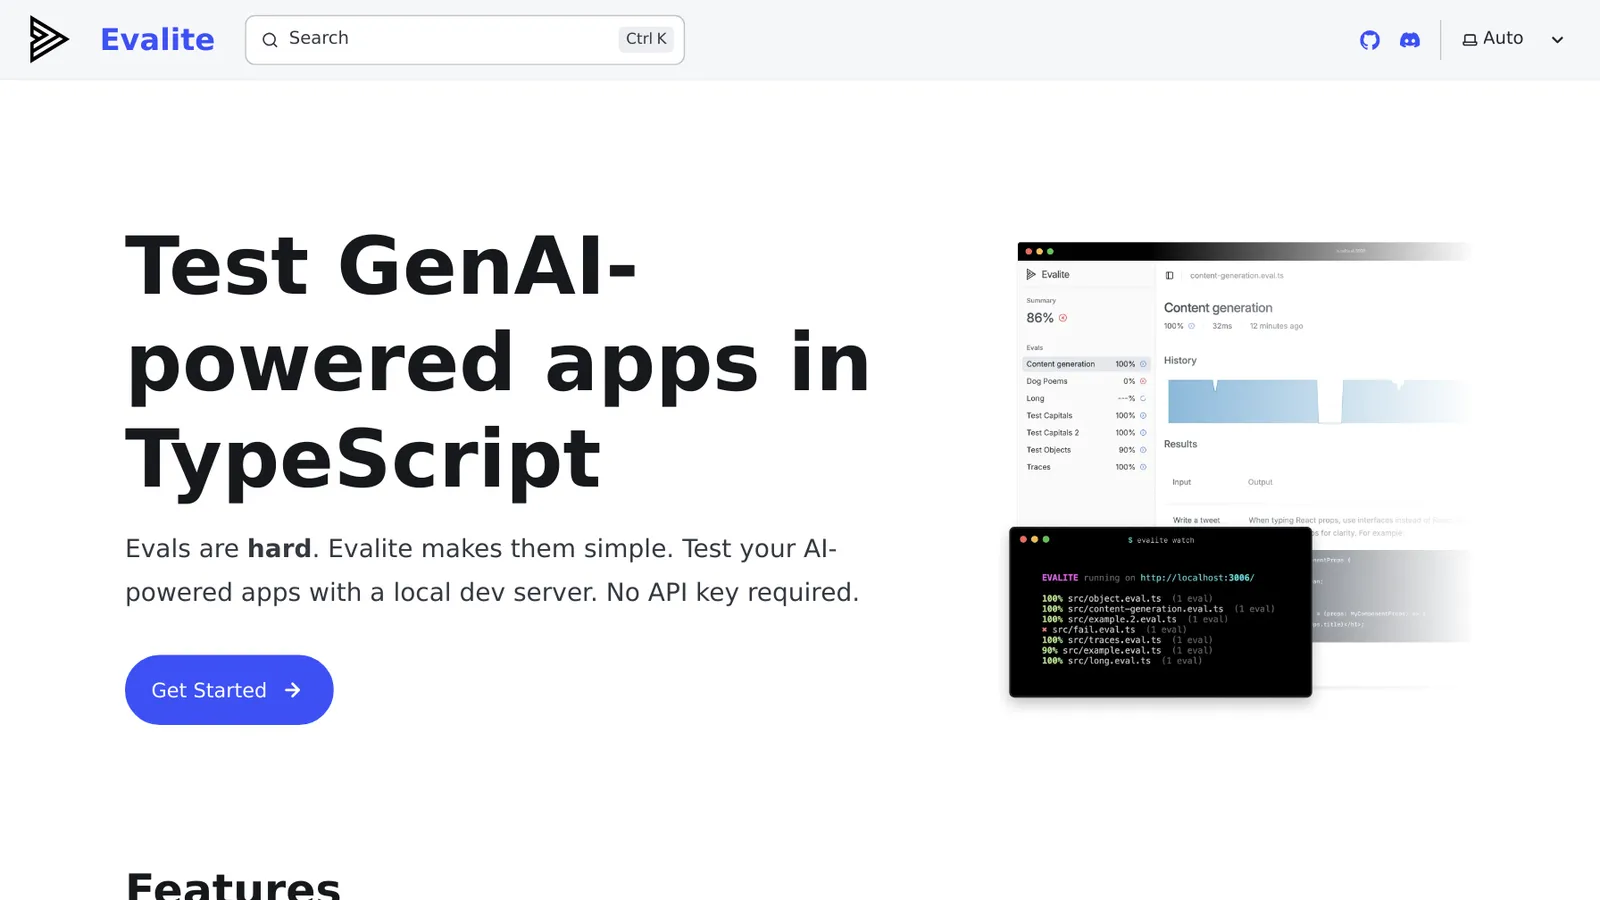 Evalite
Search
Ctrl K
Auto
Test GenAI-
powered apps in
TypeScript
Evals are hard. Evalite makes them simple. Test your AI-
powered apps with a local dev server. No API key required.
Get Started
Evalite
content-generation.eval.ts
Summary
86%
Content generation
100% 32ms 12 minutes ago
Evals
Content generation 100%
Dog Poems 0%
Long ---%
Test Capitals 100%
Test Capitals 2 100%
Test Objects 90%
Traces 100%
History
Results
Input Output
Write a tweet When typing React props, use interfaces instead of
for clarity. For example:
$ evalite watch
EVALITE running on http://localhost:3006/
100% src/object.eval.ts (1 eval)
100% src/content-generation.eval.ts (1 eval)
100% src/example.2.eval.ts (1 eval)
✖ src/fail.eval.ts (1 eval)
100% src/traces.eval.ts (1 eval)
90% src/example.eval.ts (1 eval)
100% src/long.eval.ts (1 eval)
Features